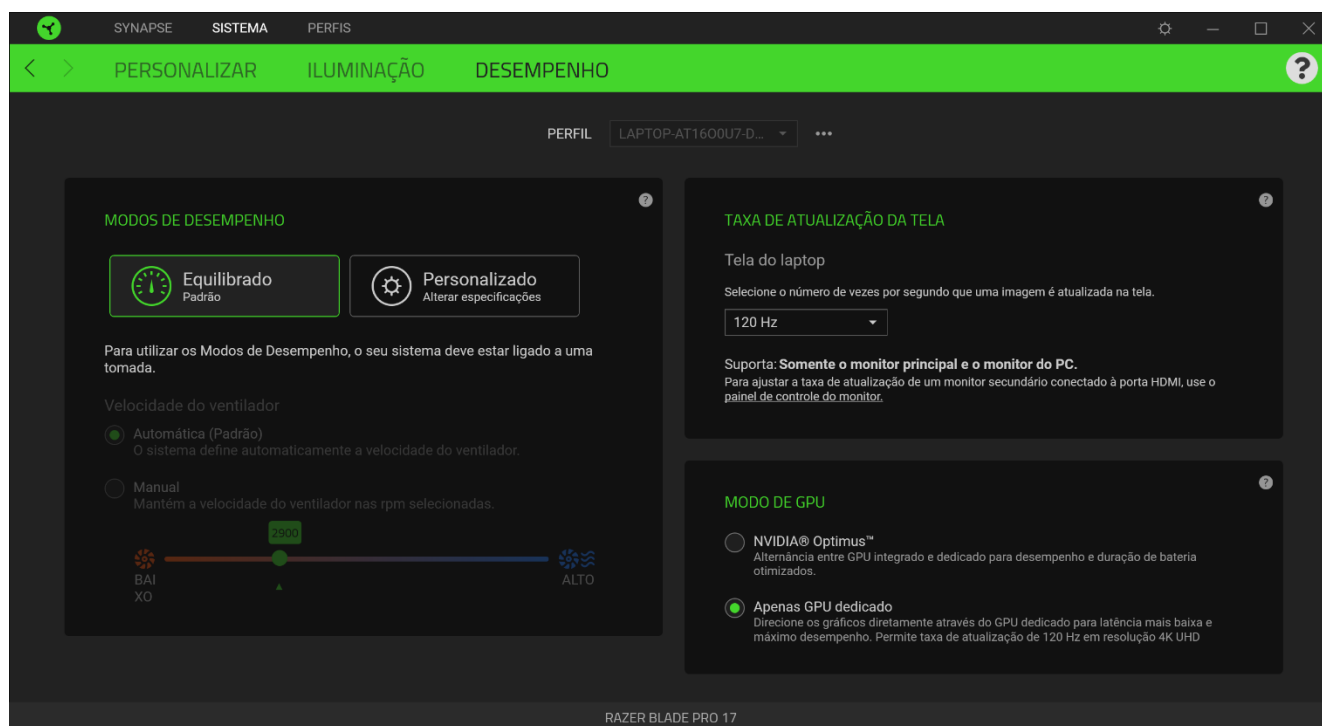 SYNAPSE SISTEMA PERFIS
PERSONALIZAR ILUMINAÇÃO DESEMPENHO ?
PERFIL LAPTOP-AT16O0U7-D... •••
MODOS DE DESEMPENHO ?
Equilibrado
Padrão
Personalizado
Alterar especificações
Para utilizar os Modos de Desempenho, o seu sistema deve estar ligado a uma
tomada.
Velocidade do ventilador
Automática (Padrão)
O sistema define automaticamente a velocidade do ventilador.
Manual
Mantém a velocidade do ventilador nas rpm selecionadas.
2900
BAI
XO
ALTO
TAXA DE ATUALIZAÇÃO DA TELA ?
Tela do laptop
Selecione o número de vezes por segundo que uma imagem é atualizada na tela.
120 Hz
Suporta: Somente o monitor principal e o monitor do PC.
Para ajustar a taxa de atualização de um monitor secundário conectado à porta HDMI, use o
painel de controle do monitor.
MODO DE GPU ?
NVIDIA® Optimus™
Alternância entre GPU integrado e dedicado para desempenho e duração de bateria
otimizados.
Apenas GPU dedicado
Direcione os gráficos diretamente através do GPU dedicado para latência mais baixa e
máximo desempenho. Permite taxa de atualização de 120 Hz em resolução 4K UHD
RAZER BLADE PRO 17